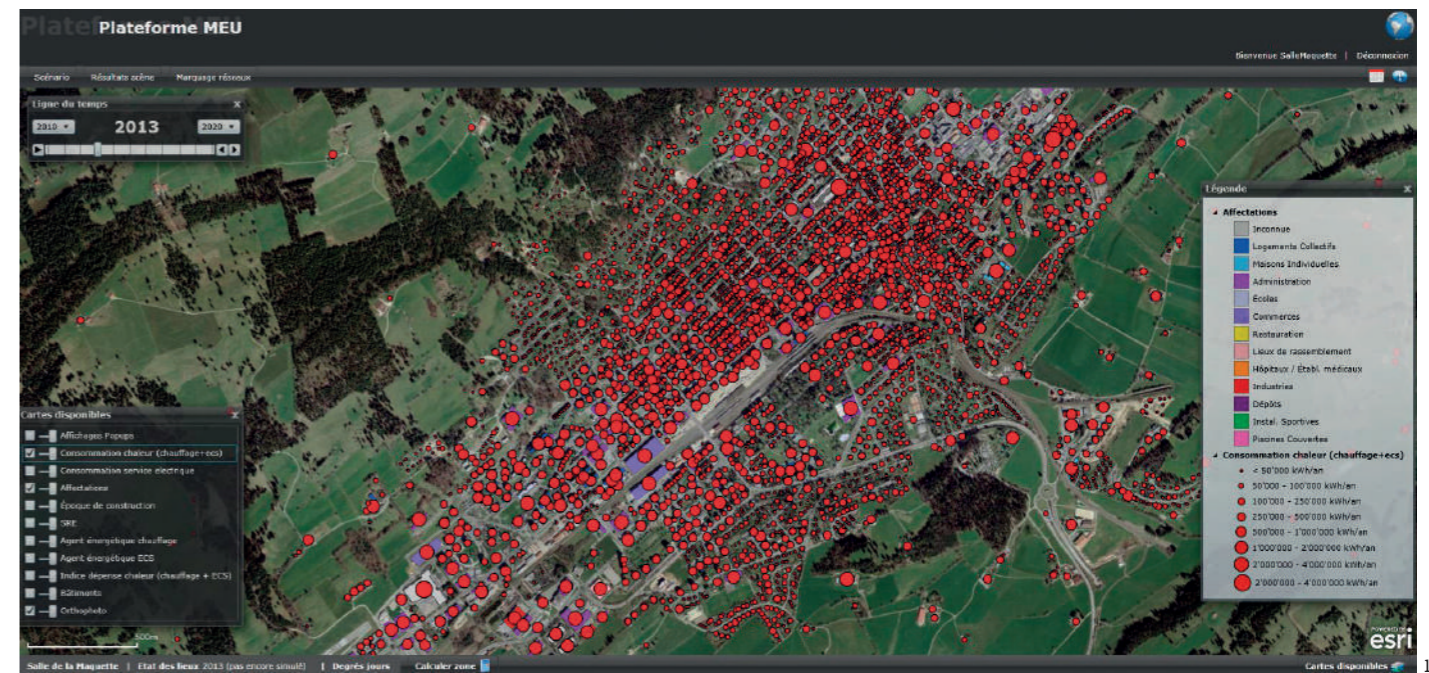 Plateforme MEU
Bienvenue SalleMaquette | Déconnexion
Scénario Résultats scène Marquage réseaux
Ligne du temps x
2010 2013 2020
Légende x
Affectations
Inconnue
Logements Collectifs
Maisons Individuelles
Administration
Écoles
Commerces
Restauration
Lieux de rassemblement
Hôpitaux / Établ. médicaux
Industries
Dépôts
Instal. Sportives
Piscines Couvertes
Consommation chaleur (chauffage+ecs)
< 50'000 kWh/an
50'000 - 100'000 kWh/an
100'000 - 250'000 kWh/an
250'000 - 500'000 kWh/an
500'000 - 1'000'000 kWh/an
1'000'000 - 2'000'000 kWh/an
2'000'000 - 4'000'000 kWh/an
2'000'000 - 4'000'000 kWh/an
Cartes disponibles x
Affichages Popups
Consommation chaleur (chauffage+ecs)
Consommation service électrique
Affectations
Époque de construction
SRE
Agent énergétique chauffage
Agent énergétique ECS
Indice dépense chaleur (chauffage + ECS)
Bâtiments
Orthophoto
500m
POWERED BY
esri
Salle de la Maquette | Etat des lieux 2013 (pas encore simulé) | Degrés jours Calculer zone Cartes disponibles
1